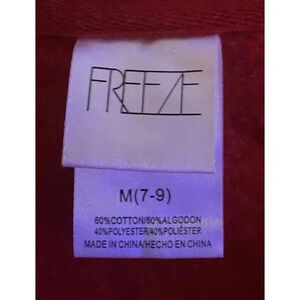 FREEZE
M(7-9)
60%COTTON/60%ALGODON
40%POLYESTER/40%POLIÉSTER
MADE IN CHINA/HECHO EN CHINA